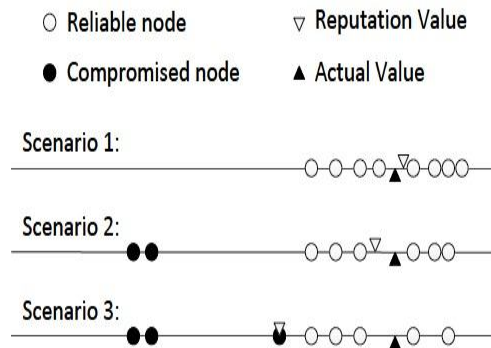 Reliable node
Reputation Value
Compromised node
Actual Value
Scenario 1:
Scenario 2:
Scenario 3: